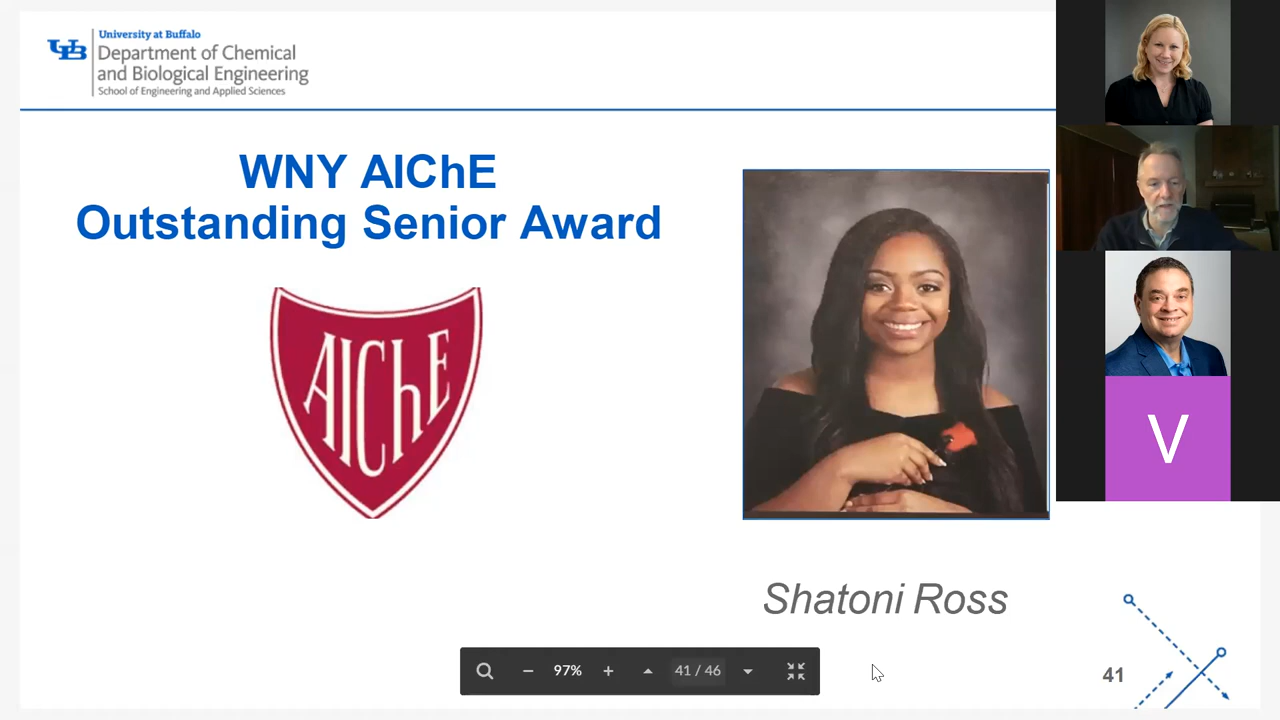 University at Buffalo
UB
Department of Chemical
and Biological Engineering
School of Engineering and Applied Sciences
WNY AIChE
Outstanding Senior Award
AIChE
Shatoni Ross
V
97%
41 / 46
41